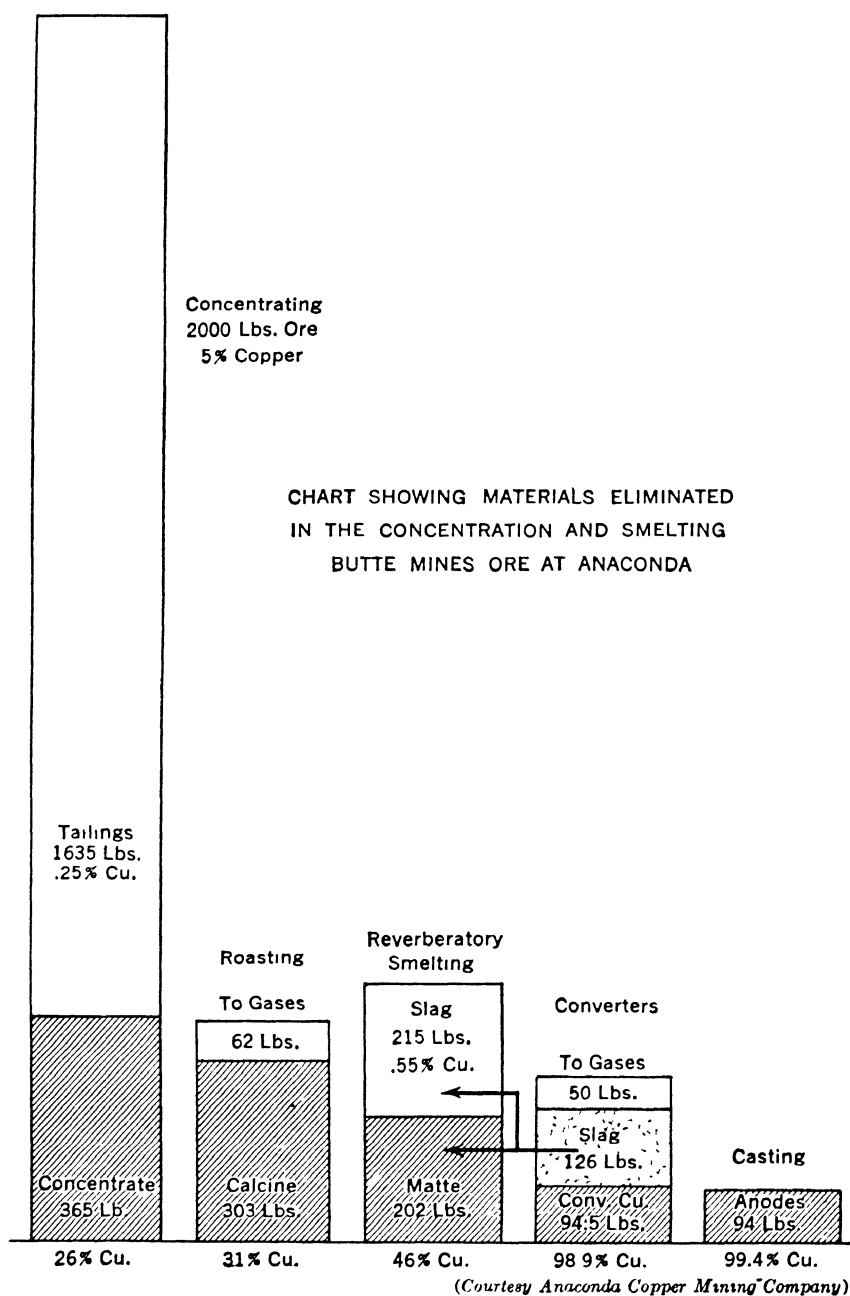 Concentrating
2000 Lbs. Ore
5% Copper
CHART SHOWING MATERIALS ELIMINATED
IN THE CONCENTRATION AND SMELTING
BUTTE MINES ORE AT ANACONDA
Tailings
1635 Lbs.
.25% Cu.
Concentrate
365 Lb.
26% Cu.
Roasting
To Gases
62 Lbs.
Calcine
303 Lbs.
31% Cu.
Reverberatory
Smelting
Slag
215 Lbs.
.55% Cu.
Matte
202 Lbs.
46% Cu.
Converters
To Gases
50 Lbs.
Slag
126 Lbs.
Conv. Cu.
94.5 Lbs.
98 9% Cu.
Casting
Anodes
94 Lbs.
99.4% Cu.
(Courtesy Anaconda Copper Mining Company)